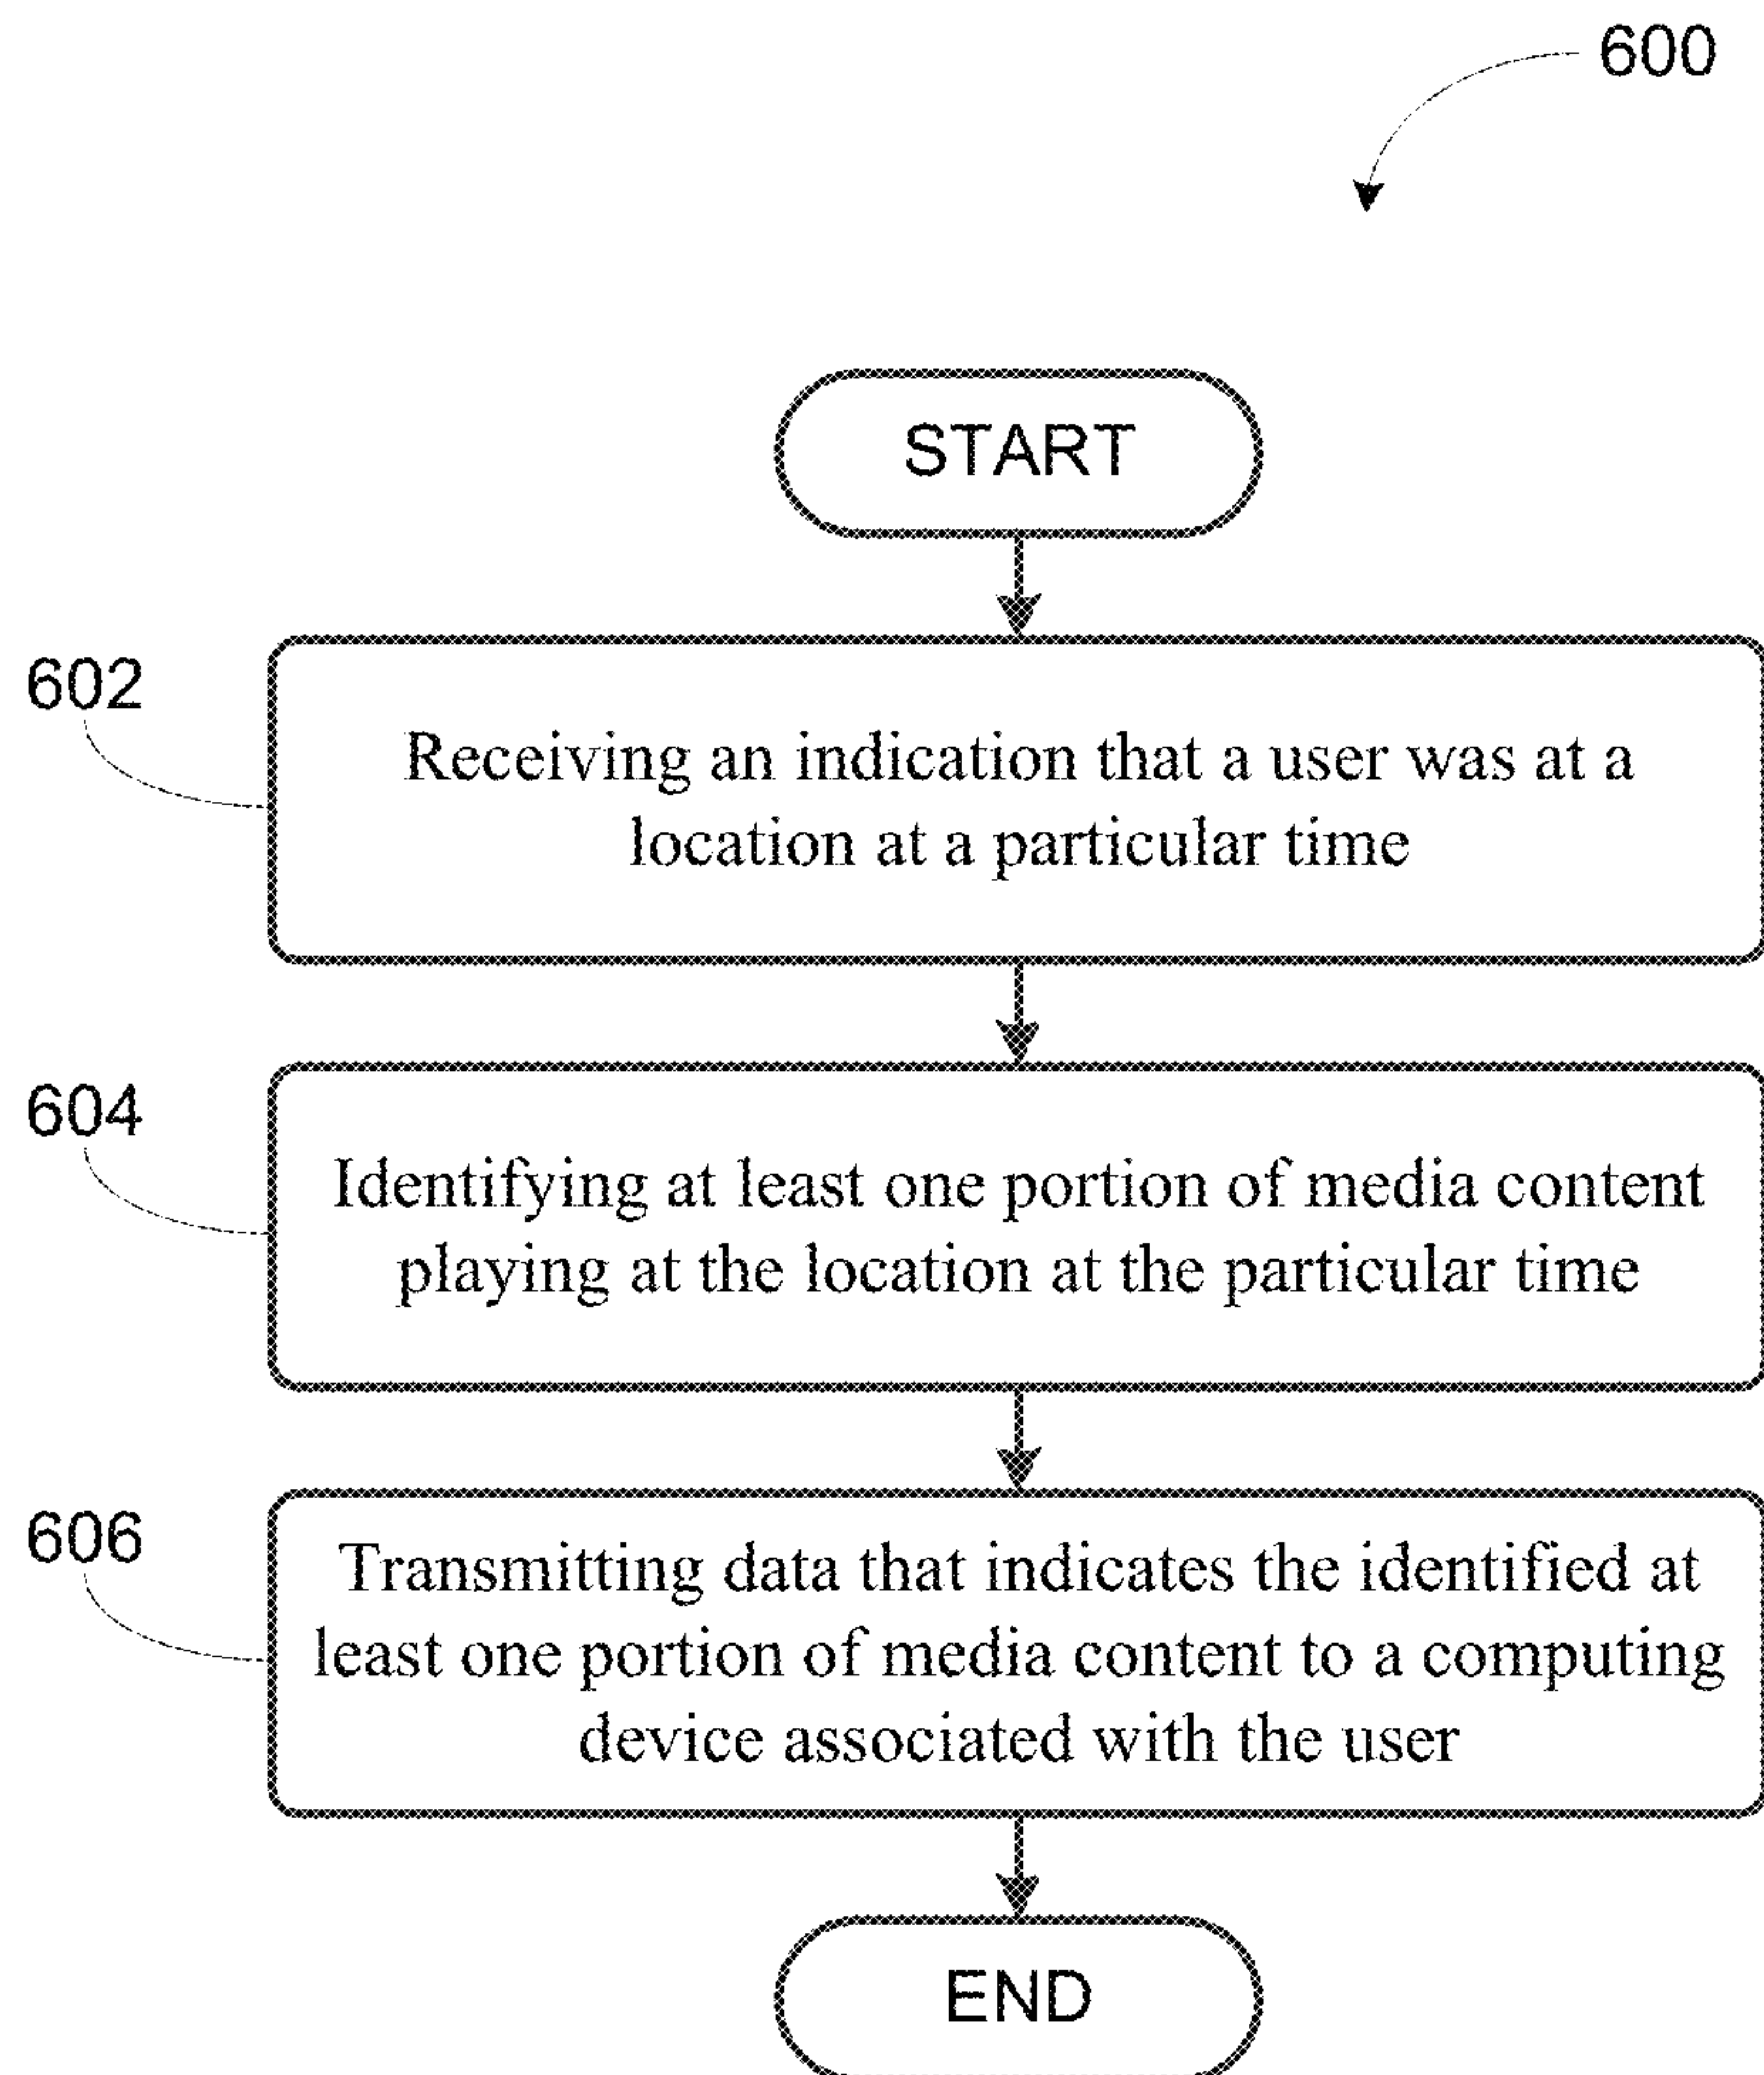 600
START
602
Receiving an indication that a user was at a
location at a particular time
604
Identifying at least one portion of media content
playing at the location at the particular time
606
Transmitting data that indicates the identified at
least one portion of media content to a computing
device associated with the user
END